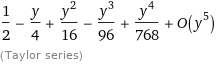 1/2 - y/4 + y^2/16 - y^3/96 + y^4/768 + O(y^5)
(Taylor series)